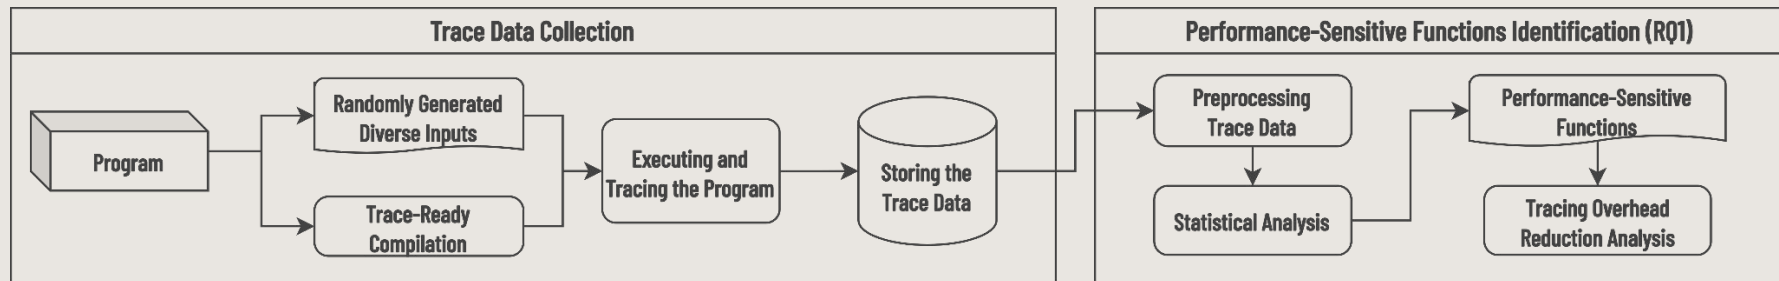 Trace Data Collection
Program
Randomly Generated
Diverse Inputs
Trace-Ready
Compilation
Executing and
Tracing the Program
Storing the
Trace Data
Performance-Sensitive Functions Identification (RQ1)
Preprocessing
Trace Data
Statistical Analysis
Performance-Sensitive
Functions
Tracing Overhead
Reduction Analysis